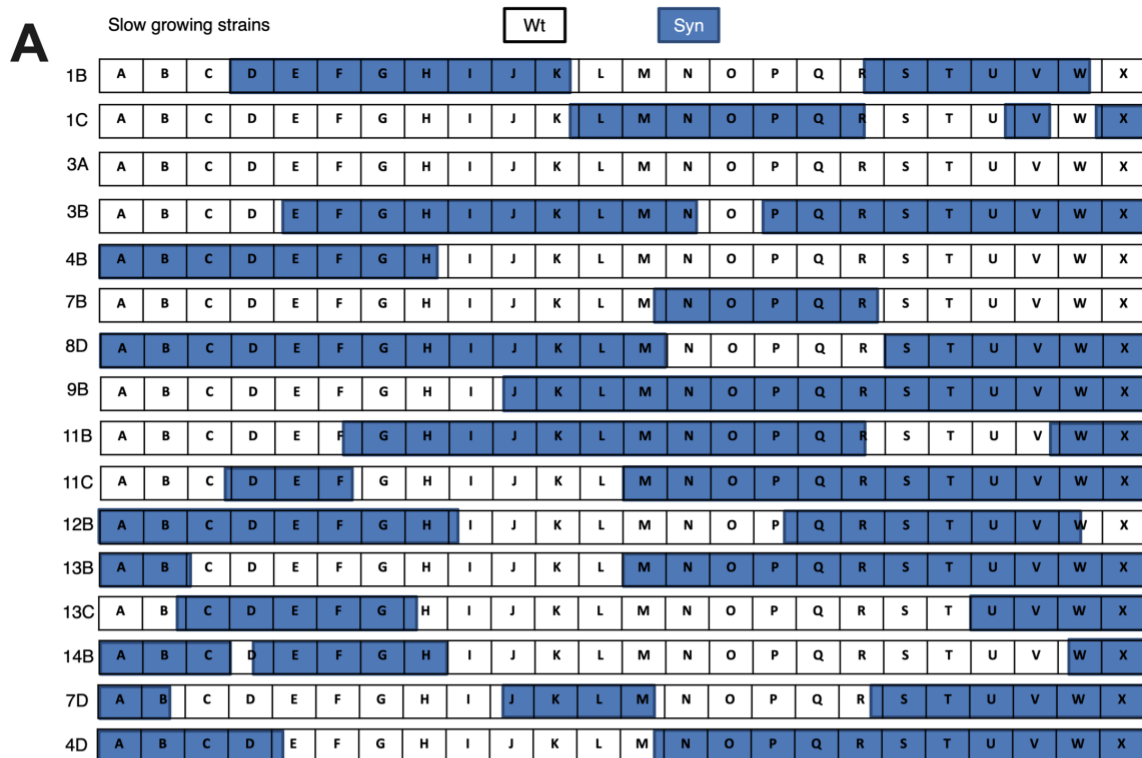 A
Slow growing strains Wt Syn
1B A B C D E F G H I J K L M N O P Q R S T U V W X
1C A B C D E F G H I J K L M N O P Q R S T U V W X
3A A B C D E F G H I J K L M N O P Q R S T U V W X
3B A B C D E F G H I J K L M N O P Q R S T U V W X
4B A B C D E F G H I J K L M N O P Q R S T U V W X
7B A B C D E F G H I J K L M N O P Q R S T U V W X
8D A B C D E F G H I J K L M N O P Q R S T U V W X
9B A B C D E F G H I J K L M N O P Q R S T U V W X
11B A B C D E F G H I J K L M N O P Q R S T U V W X
11C A B C D E F G H I J K L M N O P Q R S T U V W X
12B A B C D E F G H I J K L M N O P Q R S T U V W X
13B A B C D E F G H I J K L M N O P Q R S T U V W X
13C A B C D E F G H I J K L M N O P Q R S T U V W X
14B A B C D E F G H I J K L M N O P Q R S T U V W X
7D A B C D E F G H I J K L M N O P Q R S T U V W X
4D A B C D E F G H I J K L M N O P Q R S T U V W X